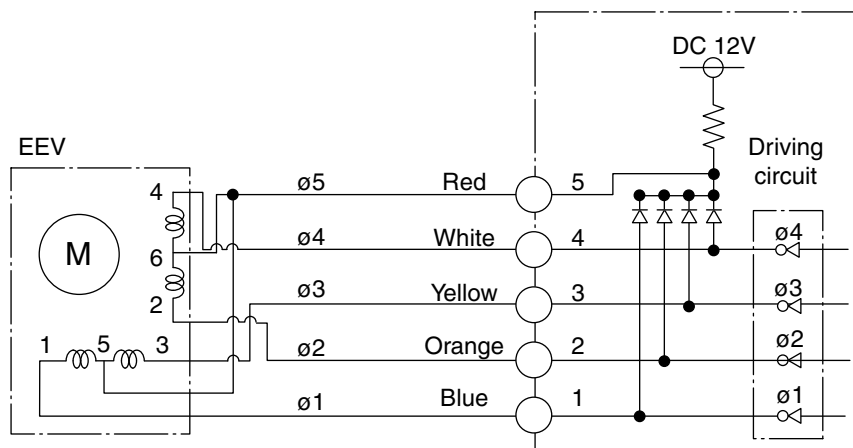 DC 12V
EEV
Driving
circuit
4 ø5 Red 5
ø4 White 4 ø4
M 6
ø3 Yellow 3 ø3
2
1 5 3 ø2 Orange 2 ø2
ø1 Blue 1 ø1